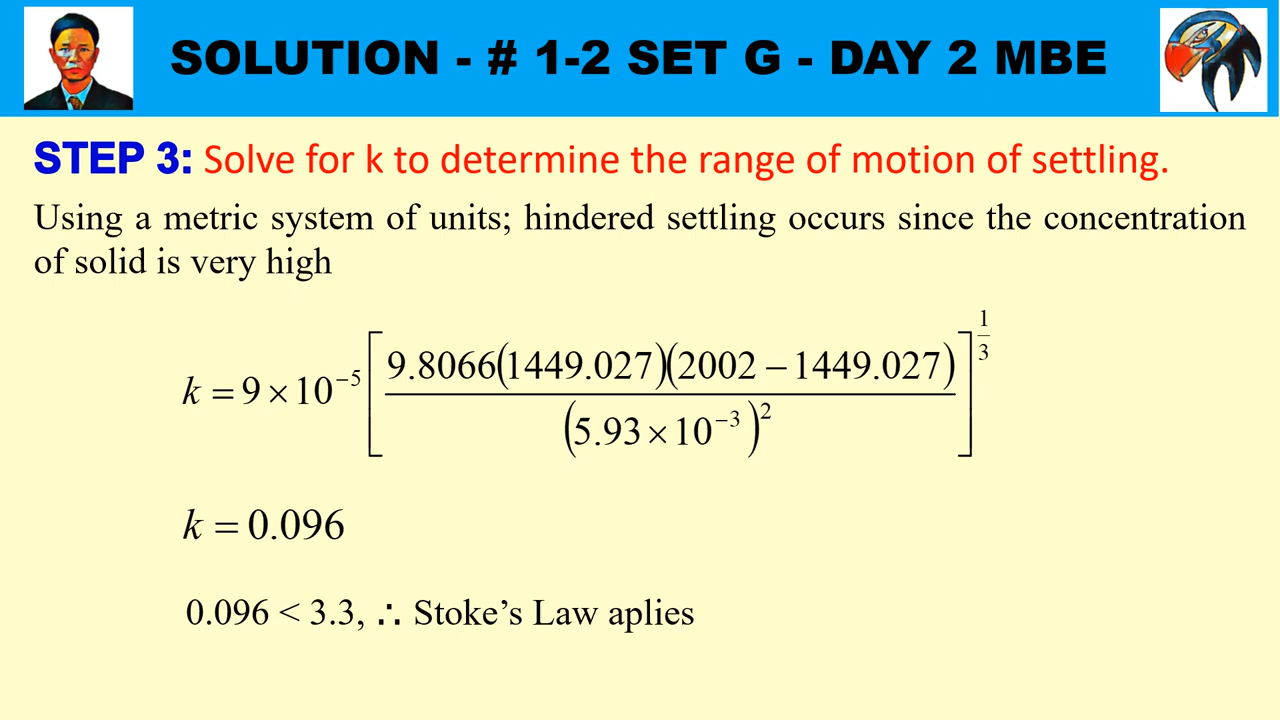 SOLUTION - # 1-2 SET G - DAY 2 MBE
STEP 3: Solve for k to determine the range of motion of settling.
Using a metric system of units; hindered settling occurs since the concentration
of solid is very high
k = 9 × 10⁻⁵ [ 9.8066(1449.027)(2002 − 1449.027) / (5.93 × 10⁻³)² ]^(1/3)
k = 0.096
0.096 < 3.3, ∴ Stoke’s Law aplies